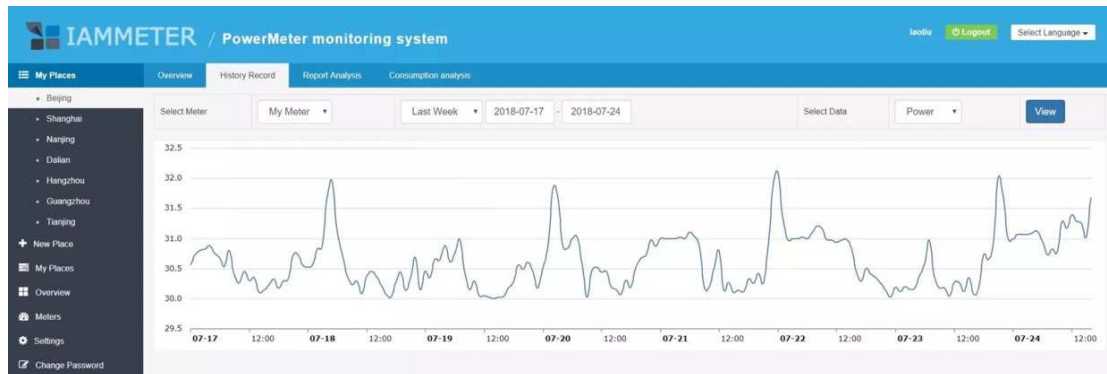 IAMMETER / PowerMeter monitoring system
laoliu Logout Select Language
My Places Overview History Record Report Analysis Consumption analysis
Beijing
Shanghai
Nanjing
Dalian
Hangzhou
Guangzhou
Tianjing
New Place
My Places
Overview
Meters
Settings
Change Password
Select Meter My Meter Last Week 2018-07-17 - 2018-07-24 Select Data Power View
32.5
32.0
31.5
31.0
30.5
30.0
29.5
07-17 12:00 07-18 12:00 07-19 12:00 07-20 12:00 07-21 12:00 07-22 12:00 07-23 12:00 07-24 12:00